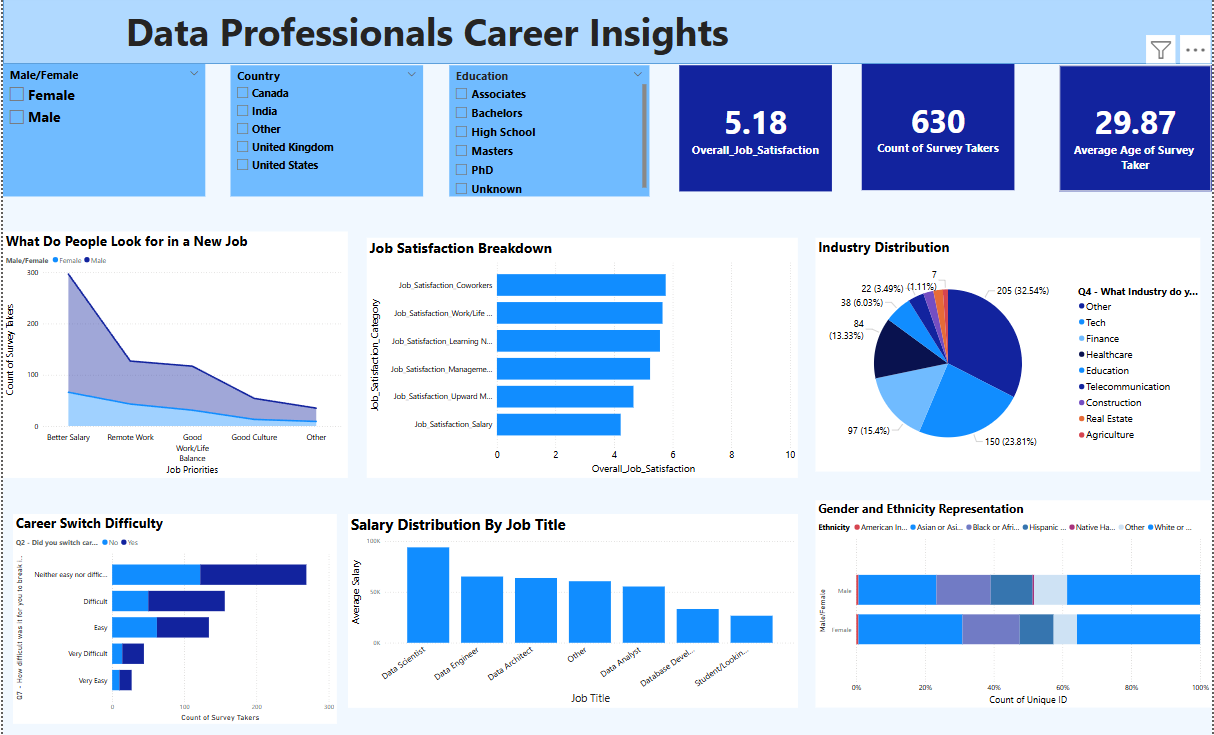 Data Professionals Career Insights
Male/Female
Female
Male
Country
Canada
India
Other
United Kingdom
United States
Education
Associates
Bachelors
High School
Masters
PhD
Unknown
5.18
Overall_Job_Satisfaction
630
Count of Survey Takers
29.87
Average Age of Survey
Taker
What Do People Look for in a New Job
Male/Female Female Male
Count of Survey Takers
300
200
100
0
Better Salary Remote Work Good Work/Life Balance Good Culture Other
Job Priorities
Job Satisfaction Breakdown
Job_Satisfaction_Category
Job_Satisfaction_Coworkers
Job_Satisfaction_Work/Life ...
Job_Satisfaction_Learning N...
Job_Satisfaction_Manageme...
Job_Satisfaction_Upward M...
Job_Satisfaction_Salary
0 2 4 6 8 10
Overall_Job_Satisfaction
Industry Distribution
7
(1.11%)
22 (3.49%)
38 (6.03%)
84
(13.33%)
97 (15.4%)
150 (23.81%)
205 (32.54%)
Q4 - What Industry do y...
Other
Tech
Finance
Healthcare
Education
Telecommunication
Construction
Real Estate
Agriculture
Career Switch Difficulty
Q2 - Did you switch car... No Yes
Q7 - How difficult was it for you to break i...
Neither easy nor diffic...
Difficult
Easy
Very Difficult
Very Easy
0 100 200 300
Count of Survey Takers
Salary Distribution By Job Title
Average Salary
100K
50K
0K
Data Scientist Data Engineer Data Architect Other Data Analyst Database Devel... Student/Lookin...
Job Title
Gender and Ethnicity Representation
Ethnicity American In... Asian or Asi... Black or Afri... Hispanic ... Native Ha... Other White or ...
Male/Female
Male
Female
0% 20% 40% 60% 80% 100%
Count of Unique ID